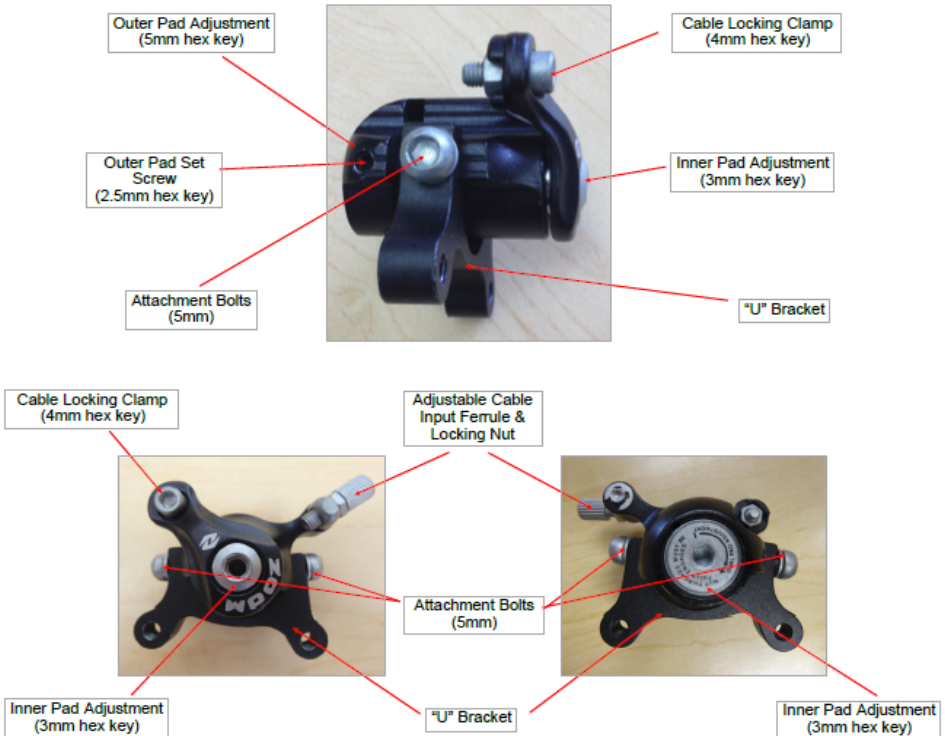 Outer Pad Adjustment
(5mm hex key)
Cable Locking Clamp
(4mm hex key)
Outer Pad Set
Screw
(2.5mm hex key)
Inner Pad Adjustment
(3mm hex key)
Attachment Bolts
(5mm)
"U" Bracket
Cable Locking Clamp
(4mm hex key)
Adjustable Cable
Input Ferrule &
Locking Nut
ZOOM
Attachment Bolts
(5mm)
Inner Pad Adjustment
(3mm hex key)
"U" Bracket
Inner Pad Adjustment
(3mm hex key)